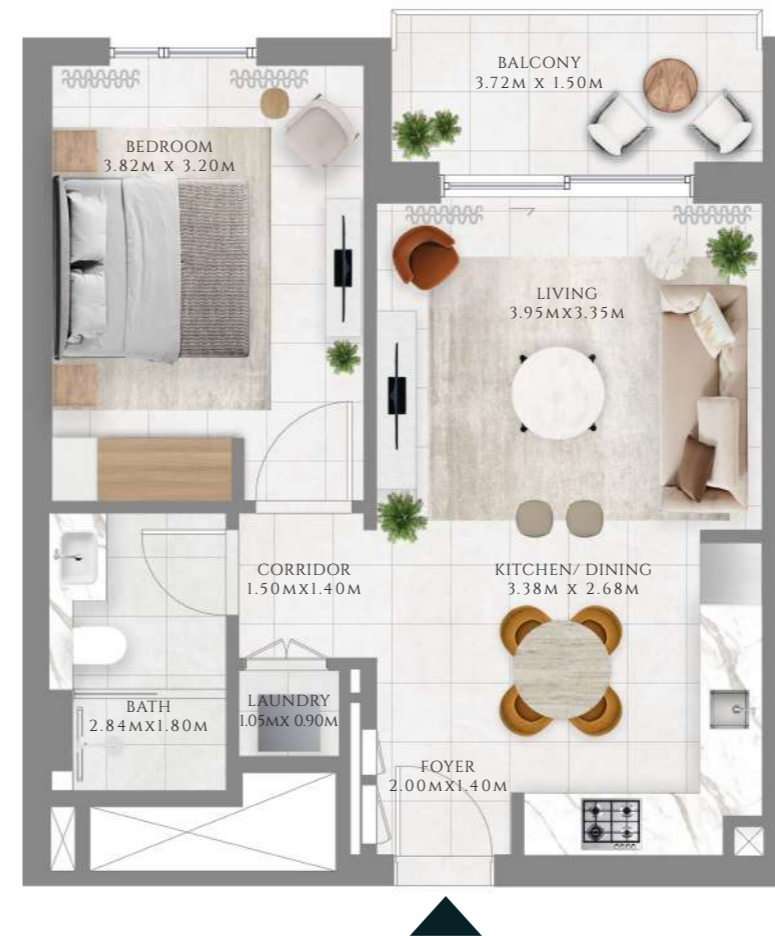 BALCONY
3.72M X 1.50M
BEDROOM
3.82M X 3.20M
LIVING
3.95MX3.35M
CORRIDOR
1.50MX1.40M
KITCHEN/ DINING
3.38M X 2.68M
BATH
2.84MX1.80M
LAUNDRY
1.05MX 0.90M
FOYER
2.00MX1.40M